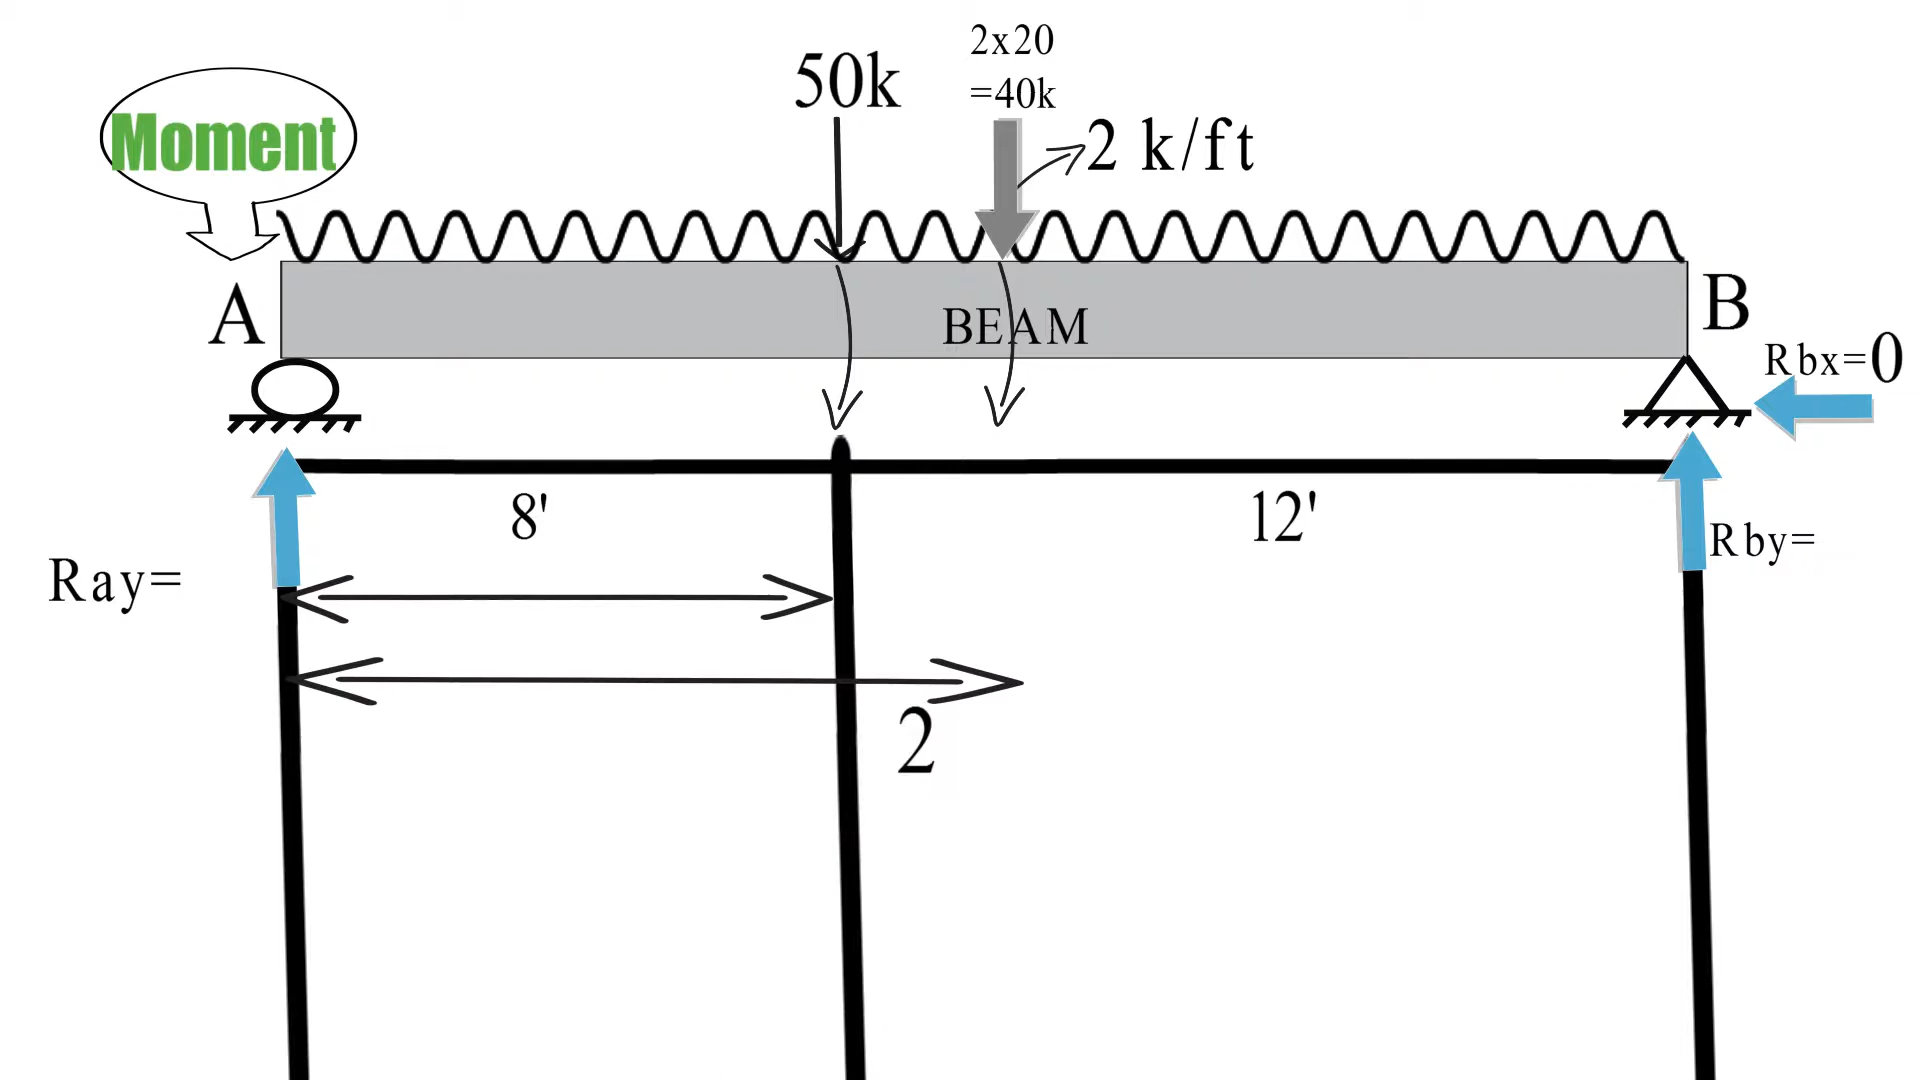 2x20
=40k
50k
2 k/ft
Moment
A
BEAM
B
Rbx=0
8'
12'
Rby=
Ray=
2